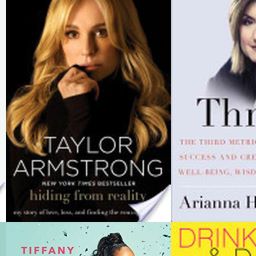 TAYLOR
ARMSTRONG
NEW YORK TIMES BESTSELLER
hiding from reality
my story of love, loss, and finding the
Thr
THE THIRD METRI
SUCCESS AND CRE
WELL-BEING, WISD
Arianna H
TIFFANY
DRINK
&